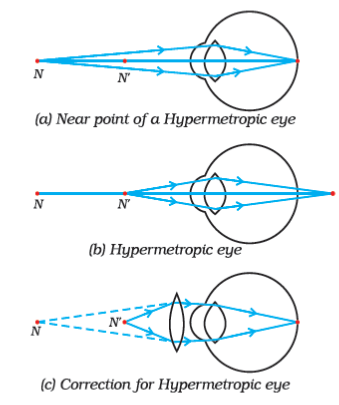 N N'
(a) Near point of a Hypermetropic eye
N N'
(b) Hypermetropic eye
N'
N
(c) Correction for Hypermetropic eye